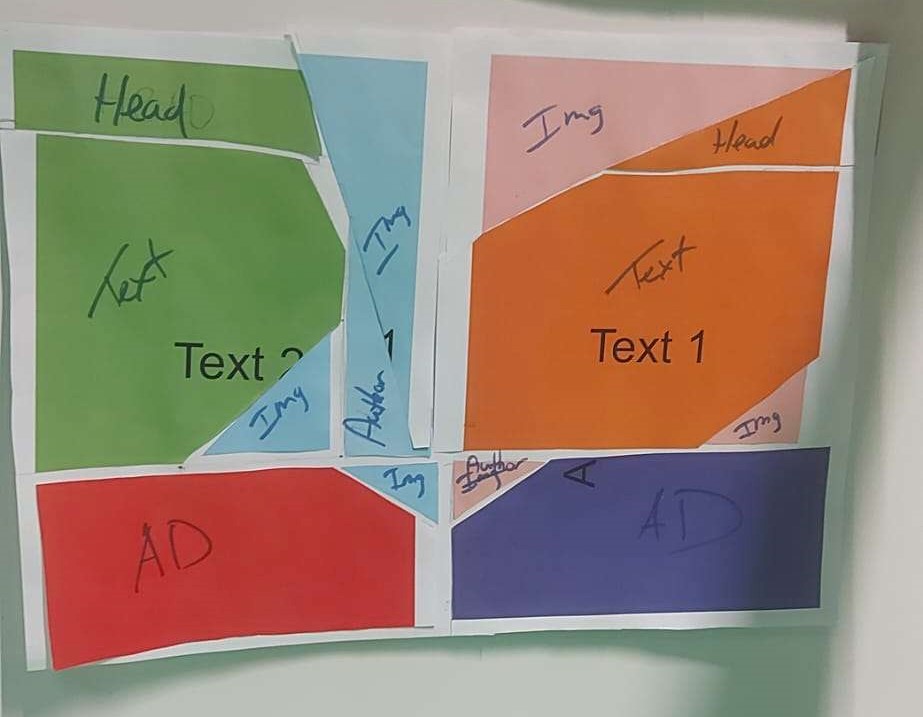 Head
Text
Text 2
Img
Img
1
Author
Img
AD
Img
Head
Text
Text 1
Img
Author
A
AD